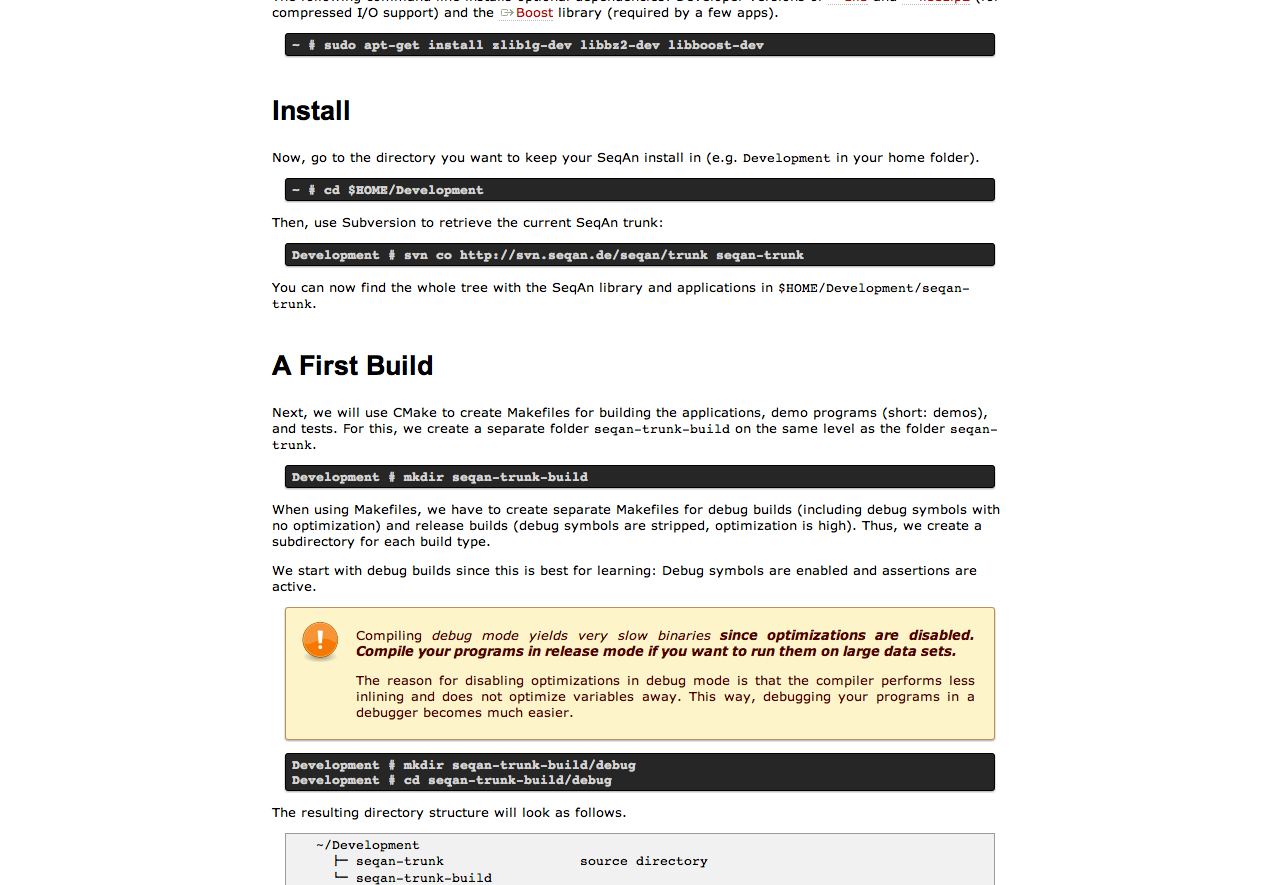 compressed I/O support) and the Boost library (required by a few apps).
~ # sudo apt-get install zlib1g-dev libbz2-dev libboost-dev
Install
Now, go to the directory you want to keep your SeqAn install in (e.g. Development in your home folder).
~ # cd $HOME/Development
Then, use Subversion to retrieve the current SeqAn trunk:
Development # svn co http://svn.seqan.de/seqan/trunk seqan-trunk
You can now find the whole tree with the SeqAn library and applications in $HOME/Development/seqan-
trunk.
A First Build
Next, we will use CMake to create Makefiles for building the applications, demo programs (short: demos),
and tests. For this, we create a separate folder seqan-trunk-build on the same level as the folder seqan-
trunk.
Development # mkdir seqan-trunk-build
When using Makefiles, we have to create separate Makefiles for debug builds (including debug symbols with
no optimization) and release builds (debug symbols are stripped, optimization is high). Thus, we create a
subdirectory for each build type.
We start with debug builds since this is best for learning: Debug symbols are enabled and assertions are
active.
Compiling debug mode yields very slow binaries since optimizations are disabled.
Compile your programs in release mode if you want to run them on large data sets.
The reason for disabling optimizations in debug mode is that the compiler performs less
inlining and does not optimize variables away. This way, debugging your programs in a
debugger becomes much easier.
Development # mkdir seqan-trunk-build/debug
Development # cd seqan-trunk-build/debug
The resulting directory structure will look as follows.
~/Development
├─ seqan-trunk source directory
└─ seqan-trunk-build